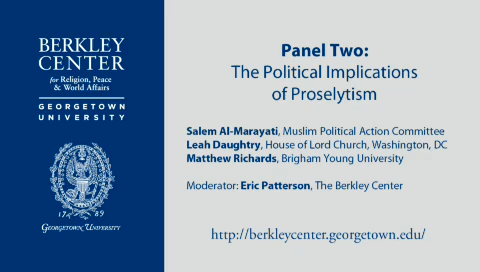 BERKLEY
CENTER
for Religion, Peace
& World Affairs
GEORGETOWN
UNIVERSITY
17 89
GEORGETOWN UNIVERSITY
Panel Two:
The Political Implications
of Proselytism
Salem Al-Marayati, Muslim Political Action Committee
Leah Daughtry, House of Lord Church, Washington, DC
Matthew Richards, Brigham Young University
Moderator: Eric Patterson, The Berkley Center
http://berkleycenter.georgetown.edu/